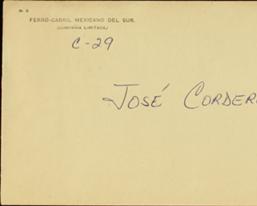 FERRO-CARRIL MEXICANO DEL SUR.
(COMPAÑIA LIMITADA)
C-29
JOSÉ CORDER